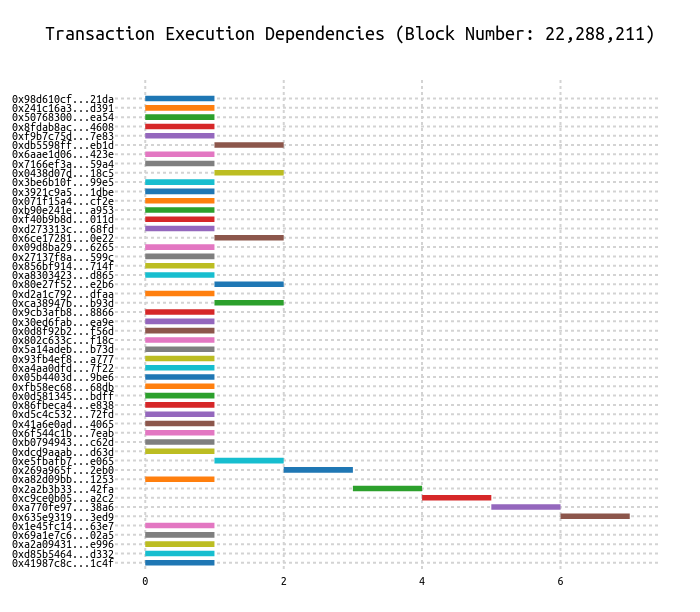 Transaction Execution Dependencies (Block Number: 22,288,211)
0x98d610cf...21da
0x241c16a3...d391
0x50768300...ea54
0x8fdab8ac...4608
0xf9b7c75d...7e83
0xdb5598ff...eb1d
0x6aae1d06...423e
0x7166ef3a...59a4
0x0438d07d...18c5
0x3be6b10f...99e5
0x3921c9a5...1dbe
0x071f15a4...cf2e
0xb90e241e...a953
0xf40b9b8d...011d
0xd273313c...68fd
0x6ce17281...0e22
0x09d8ba29...6265
0x27137f8a...599c
0x856bf914...714f
0xa8303423...d865
0x80e27f52...e2b6
0xd2a1c792...dfaa
0xca38947b...b93d
0x9cb3afb8...8866
0x30ed6fab...ea9e
0x0d8f92b2...f56d
0x802c633c...f18c
0x5a14adeb...b73d
0x93fb4ef8...a777
0xa4aa0dfd...7f22
0x05b4403d...9be6
0xfb58ec68...68db
0x0d581345...bdff
0x86fbeca4...e838
0xd5c4c532...72fd
0x41a6e0ad...4065
0x6f544c1b...7eab
0xb0794943...c62d
0xdcd9aaab...d63d
0xe5fbafb7...e065
0x269a965f...2eb0
0xa82d09bb...1253
0x2a2b3b33...42fa
0xc9ce0b05...a2c2
0xa770fe97...38a6
0x635e9319...3ed9
0x1e45fc14...63e7
0x69a1e7c6...02a5
0xa2a09431...e996
0xd85b5464...d332
0x41987c8c...1c4f
0 2 4 6